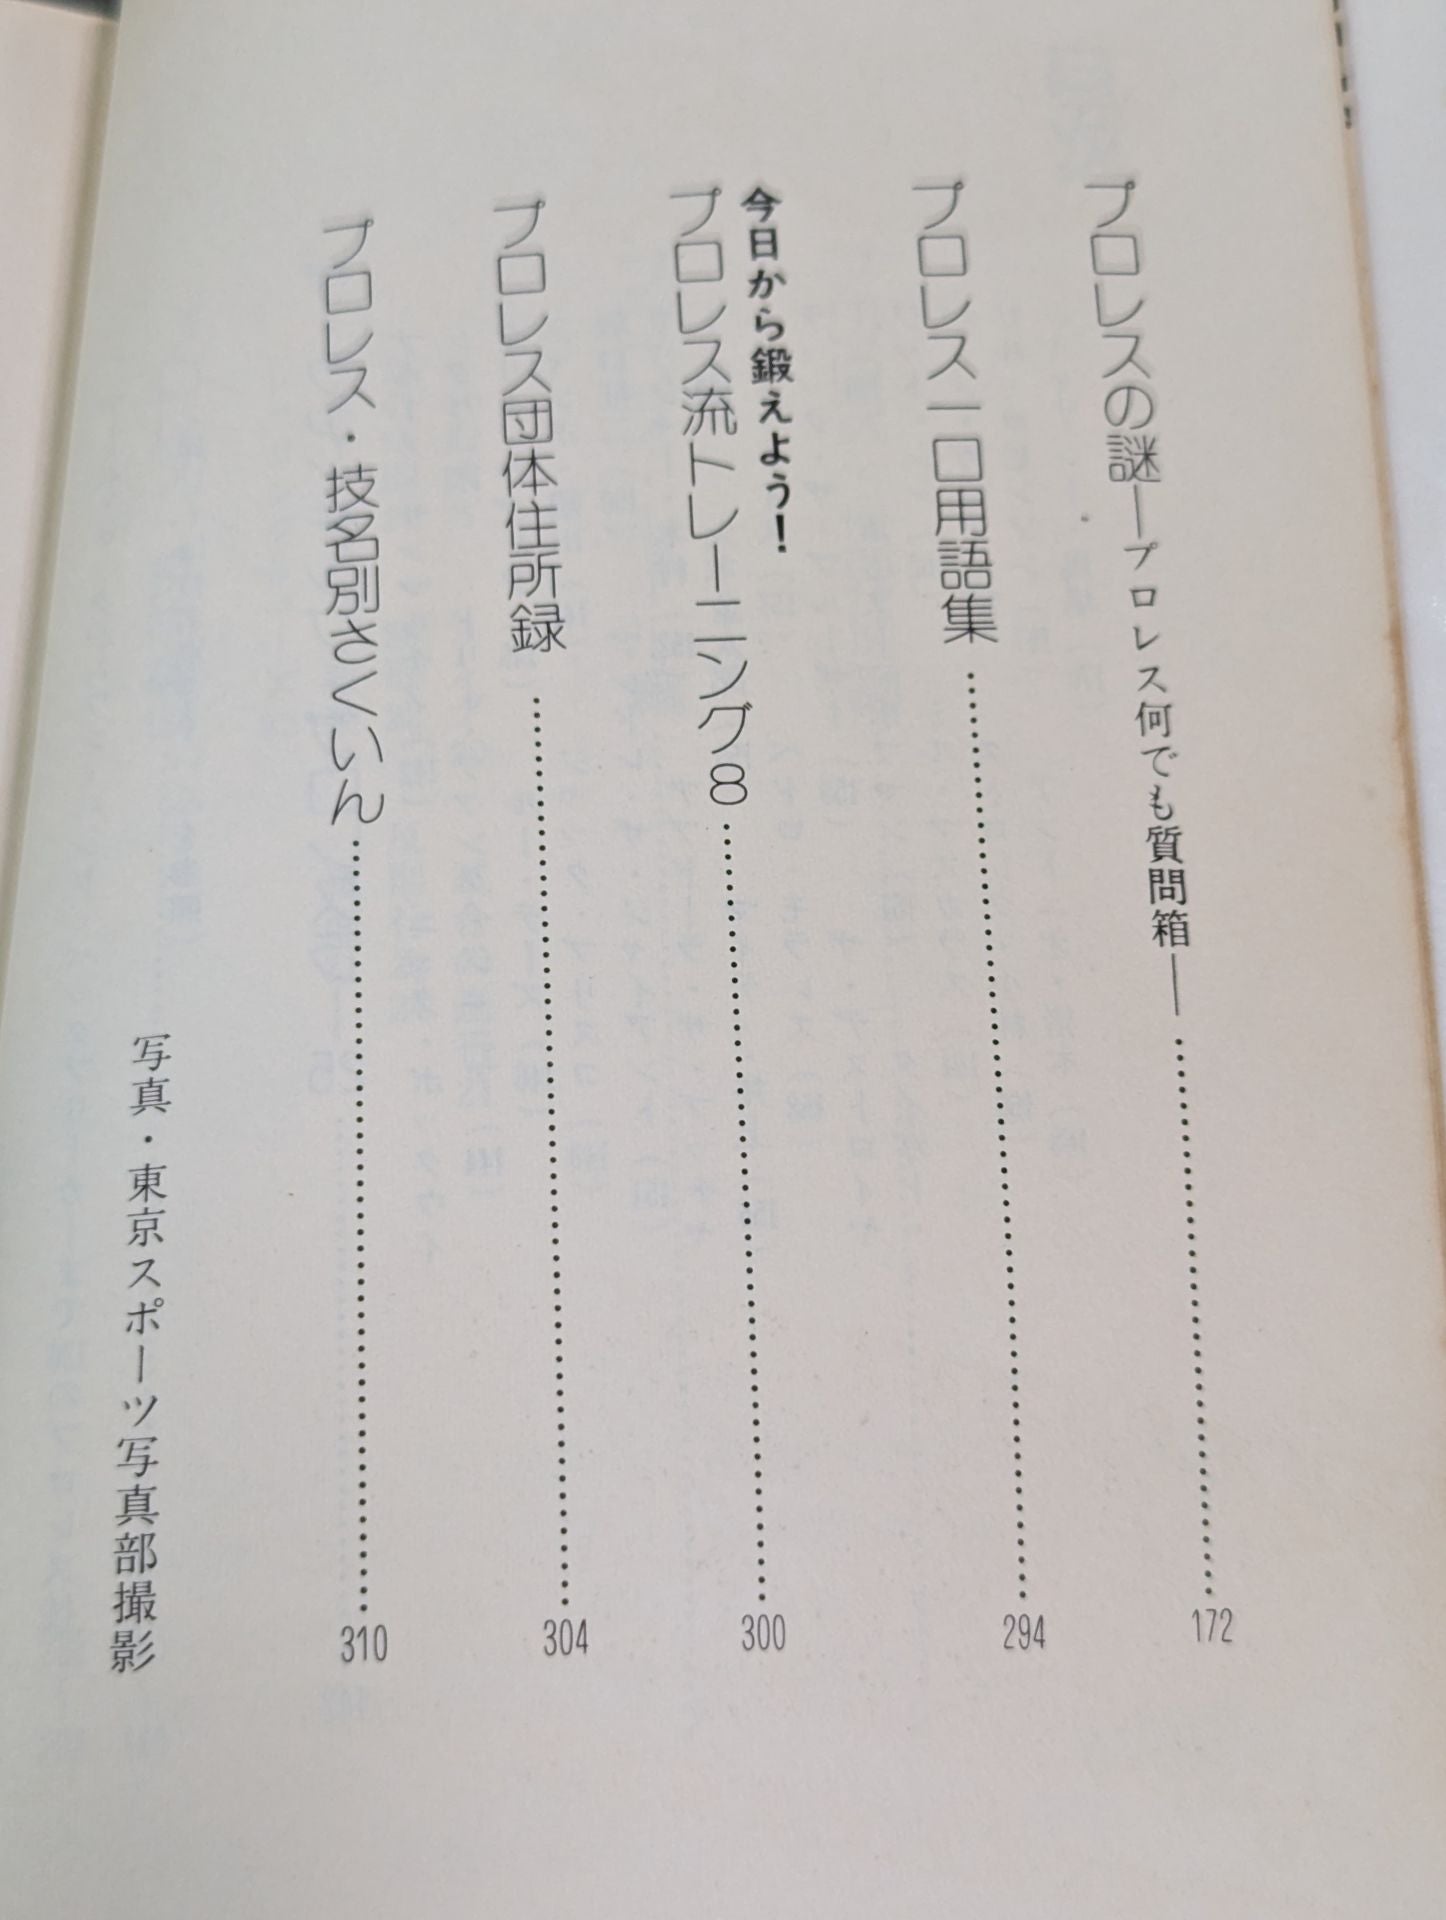 プロレスの謎―プロレス何でも質問箱―……………172
プロレス一口用語集……………294
今日から鍛えよう！
プロレス流トレーニング8……………300
プロレス団体住所録……………304
プロレス・技名別さくいん……………310
写真・東京スポーツ写真部撮影